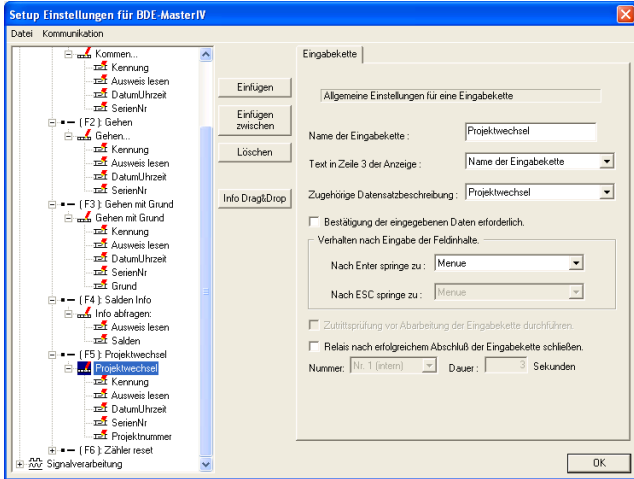 Setup Einstellungen für BDE-MasterIV
Datei Kommunikation
Kommen...
Kennung
Ausweis lesen
DatumUhrzeit
SerienNr
( F2 ): Gehen
Gehen...
Kennung
Ausweis lesen
DatumUhrzeit
SerienNr
( F3 ): Gehen mit Grund
Gehen mit Grund
Kennung
Ausweis lesen
DatumUhrzeit
SerienNr
Grund
( F4 ): Salden Info
Info abfragen:
Ausweis lesen
Salden
( F5 ): Projektwechsel
Projektwechsel
Kennung
Ausweis lesen
DatumUhrzeit
SerienNr
Projektnummer
( F6 ): Zähler reset
Signalverarbeitung
Einfügen
Einfügen
zwischen
Löschen
Info Drag&Drop
Eingabekette
Allgemeine Einstellungen für eine Eingabekette
Name der Eingabekette : Projektwechsel
Text in Zeile 3 der Anzeige : Name der Eingabekette
Zugehörige Datensatzbeschreibung : Projektwechsel
Bestätigung der eingegebenen Daten erforderlich.
Verhalten nach Eingabe der Feldinhalte.
Nach Enter springe zu : Menue
Nach ESC springe zu : Menue
Zutrittsprüfung vor Abarbeitung der Eingabekette durchführen.
Relais nach erfolgreichem Abschluß der Eingabekette schließen.
Nummer: Nr. 1 (intern) Dauer : 3 Sekunden
OK